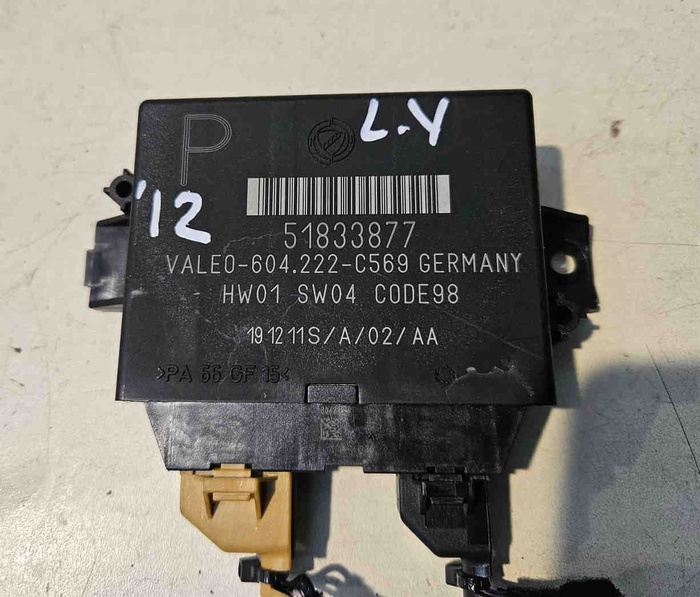 P
L.Y
'12
51833877
VALEO-604.222-C569 GERMANY
HW01 SW04 CODE98
191211S/A/02/AA
>PA 66 GF 15<